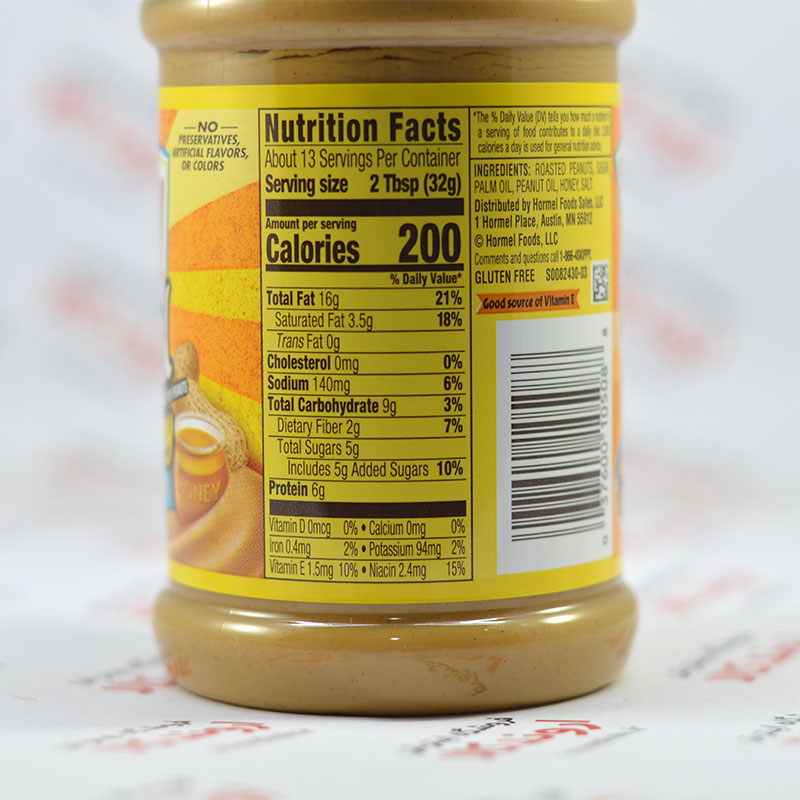 NO
PRESERVATIVES,
ARTIFICIAL FLAVORS,
OR COLORS
HONEY
Nutrition Facts
About 13 Servings Per Container
Serving size 2 Tbsp (32g)
Amount per serving
Calories 200
% Daily Value*
Total Fat 16g 21%
Saturated Fat 3.5g 18%
Trans Fat 0g
Cholesterol 0mg 0%
Sodium 140mg 6%
Total Carbohydrate 9g 3%
Dietary Fiber 2g 7%
Total Sugars 5g
Includes 5g Added Sugars 10%
Protein 6g
Vitamin D 0mcg 0% • Calcium 0mg 0%
Iron 0.4mg 2% • Potassium 94mg 2%
Vitamin E 1.5mg 10% • Niacin 2.4mg 15%
*The % Daily Value (DV) tells you how much a nutrient in
a serving of food contributes to a daily diet. 2,000
calories a day is used for general nutrition advice.
INGREDIENTS: ROASTED PEANUTS, SUGAR,
PALM OIL, PEANUT OIL, HONEY, SALT.
Distributed by Hormel Foods Sales, LLC
1 Hormel Place, Austin, MN 55912
© Hormel Foods, LLC
Comments and questions call 1-866-4SKIPPY.
GLUTEN FREE S0082430-03
Good source of Vitamin E
0 37600 10508 8